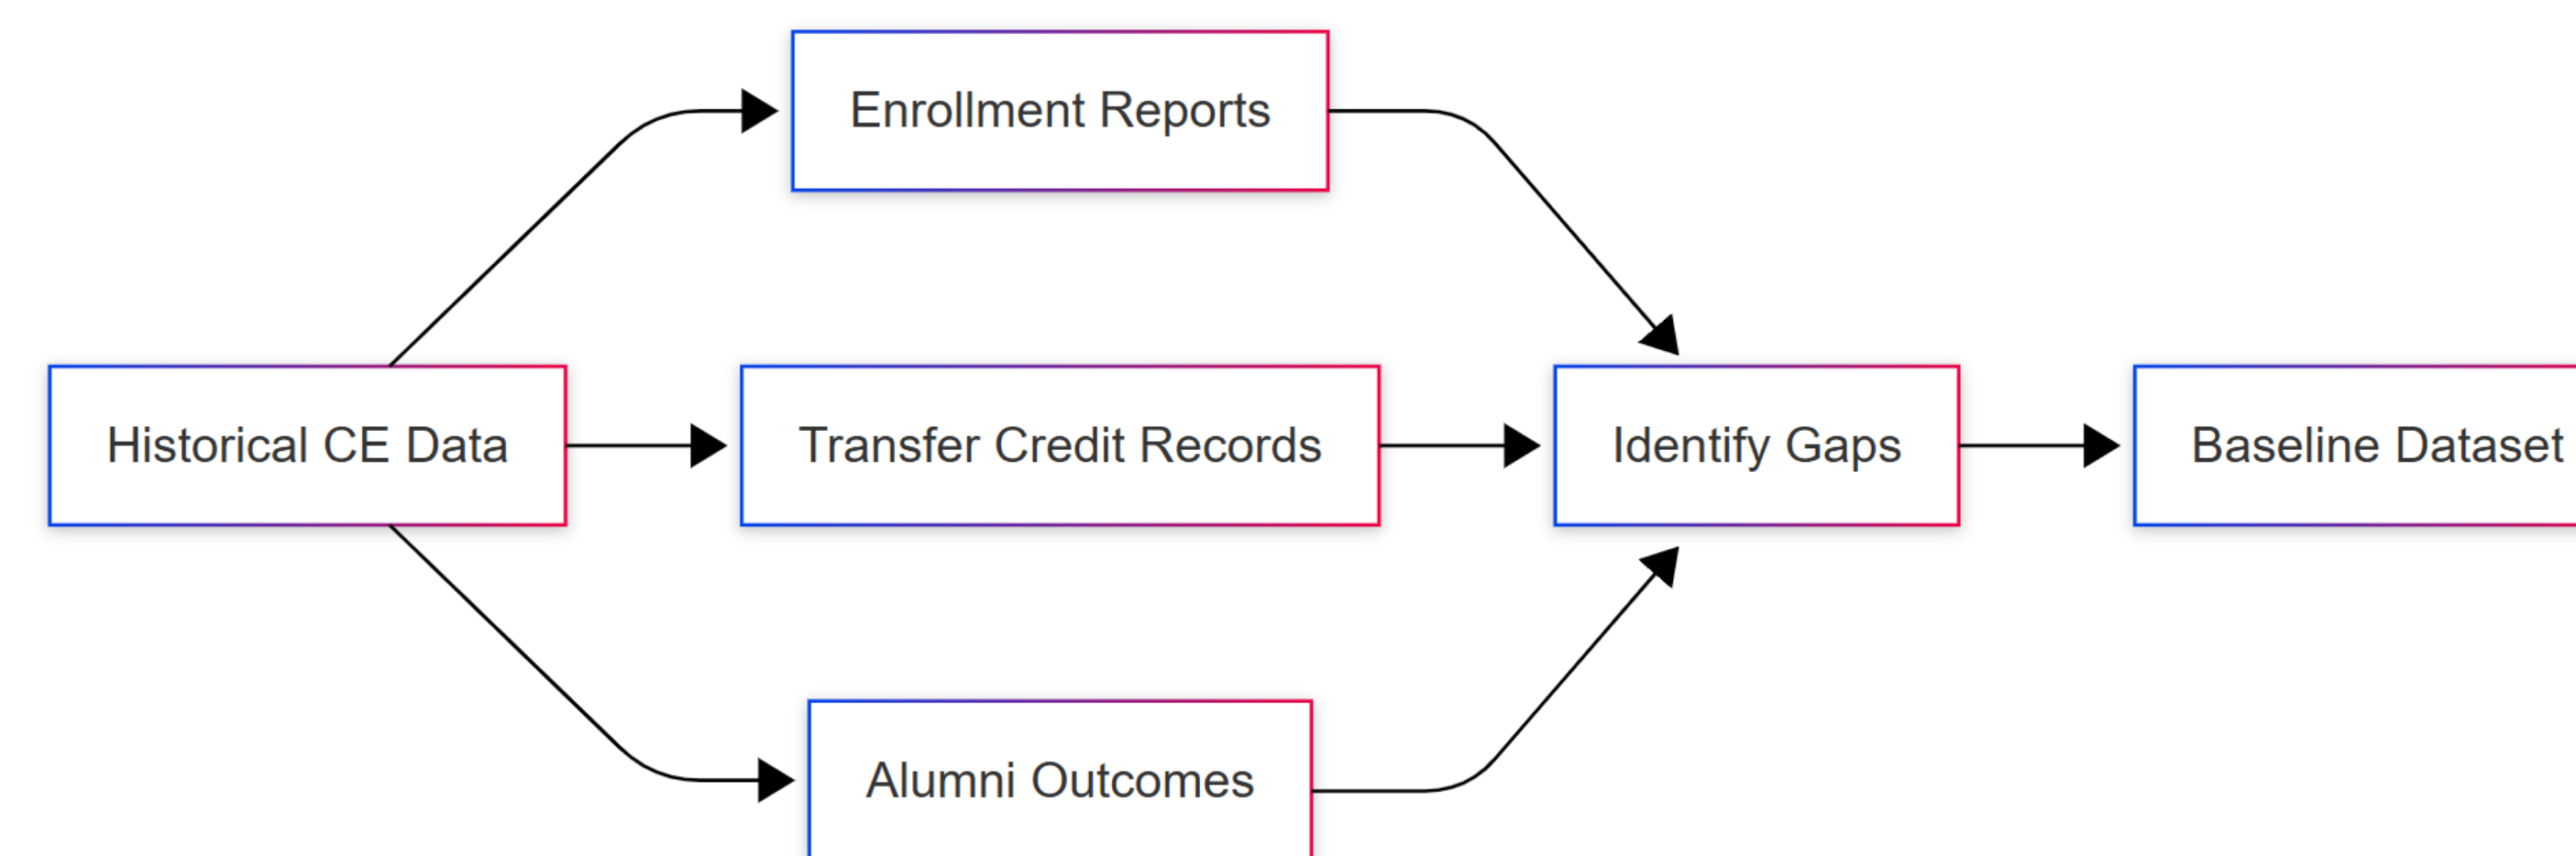 Enrollment Reports
Historical CE Data
Transfer Credit Records
Identify Gaps
Baseline Dataset
Alumni Outcomes